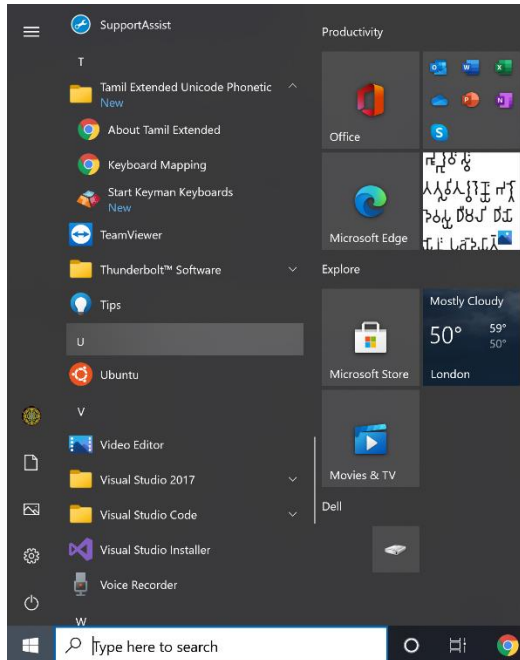 SupportAssist
T
Tamil Extended Unicode Phonetic
New
About Tamil Extended
Keyboard Mapping
Start Keyman Keyboards
New
TeamViewer
Thunderbolt™ Software
Tips
U
Ubuntu
V
Video Editor
Visual Studio 2017
Visual Studio Code
Visual Studio Installer
Voice Recorder
W
Type here to search
Productivity
Office
Microsoft Edge
Explore
Microsoft Store
Mostly Cloudy
50° 59°
50°
London
Movies & TV
Dell